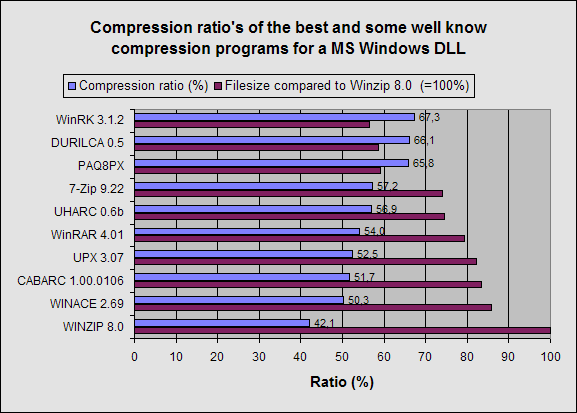 Compression ratio's of the best and some well know
compression programs for a MS Windows DLL
Compression ratio (%) Filesize compared to Winzip 8.0 (=100%)
WinRK 3.1.2 67,3
DURILCA 0.5 66,1
PAQ8PX 65,8
7-Zip 9.22 57,2
UHARC 0.6b 56,9
WinRAR 4.01 54,0
UPX 3.07 52,5
CABARC 1.00.0106 51,7
WINACE 2.69 50,3
WINZIP 8.0 42,1
0 10 20 30 40 50 60 70 80 90 100
Ratio (%)